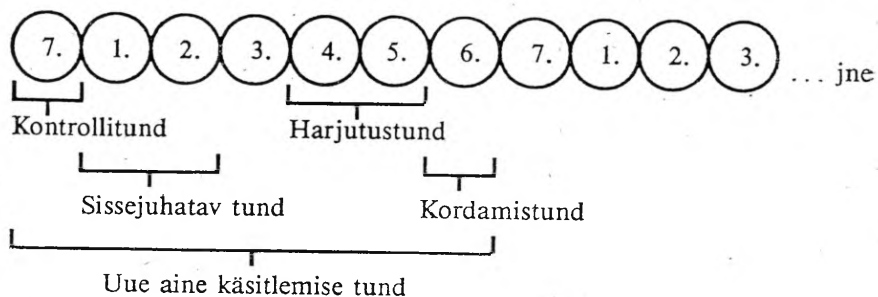 7. 1. 2. 3. 4. 5. 6. 7. 1. 2. 3. ... jne
Kontrollitund Harjutustund
Sissejuhatav tund Kordamistund
Uue aine käsitlemise tund